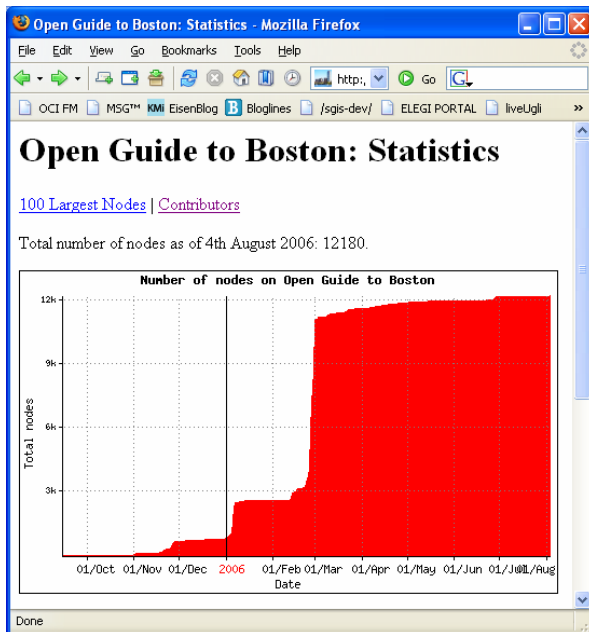 Open Guide to Boston: Statistics - Mozilla Firefox
File Edit View Go Bookmarks Tools Help
http:, Go G
OCI FM MSG™ KMi EisenBlog B Bloglines /sgis-dev/ ELEGI PORTAL liveUgli »
Open Guide to Boston: Statistics
100 Largest Nodes | Contributors
Total number of nodes as of 4th August 2006: 12180.
Number of nodes on Open Guide to Boston
12k
9k
6k
3k
Total nodes
01/Oct 01/Nov 01/Dec 2006 01/Feb 01/Mar 01/Apr 01/May 01/Jun 01/Jul 01/Aug
Date
Done